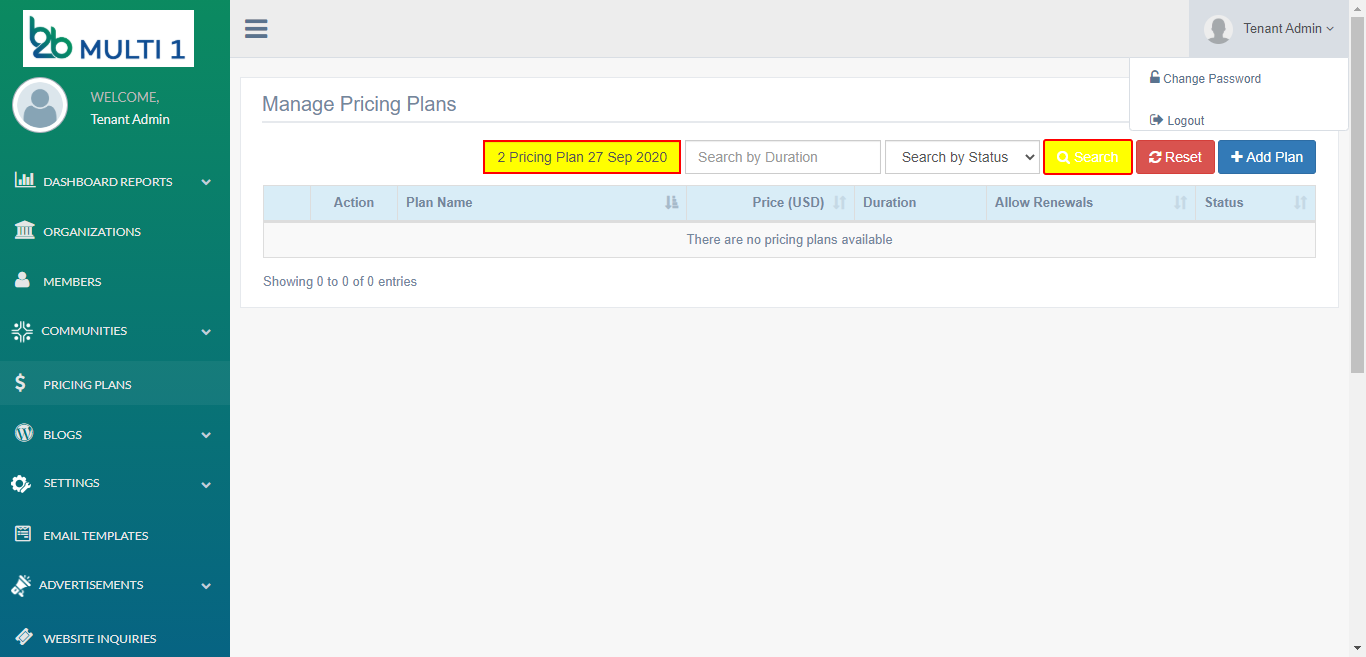 b2b MULTI 1
WELCOME,
Tenant Admin
DASHBOARD REPORTS
ORGANIZATIONS
MEMBERS
COMMUNITIES
PRICING PLANS
BLOGS
SETTINGS
EMAIL TEMPLATES
ADVERTISEMENTS
WEBSITE INQUIRIES
Tenant Admin
Change Password
Logout
Manage Pricing Plans
2 Pricing Plan 27 Sep 2020 Search by Duration Search by Status Search Reset Add Plan
Action Plan Name Price (USD) Duration Allow Renewals Status
There are no pricing plans available
Showing 0 to 0 of 0 entries